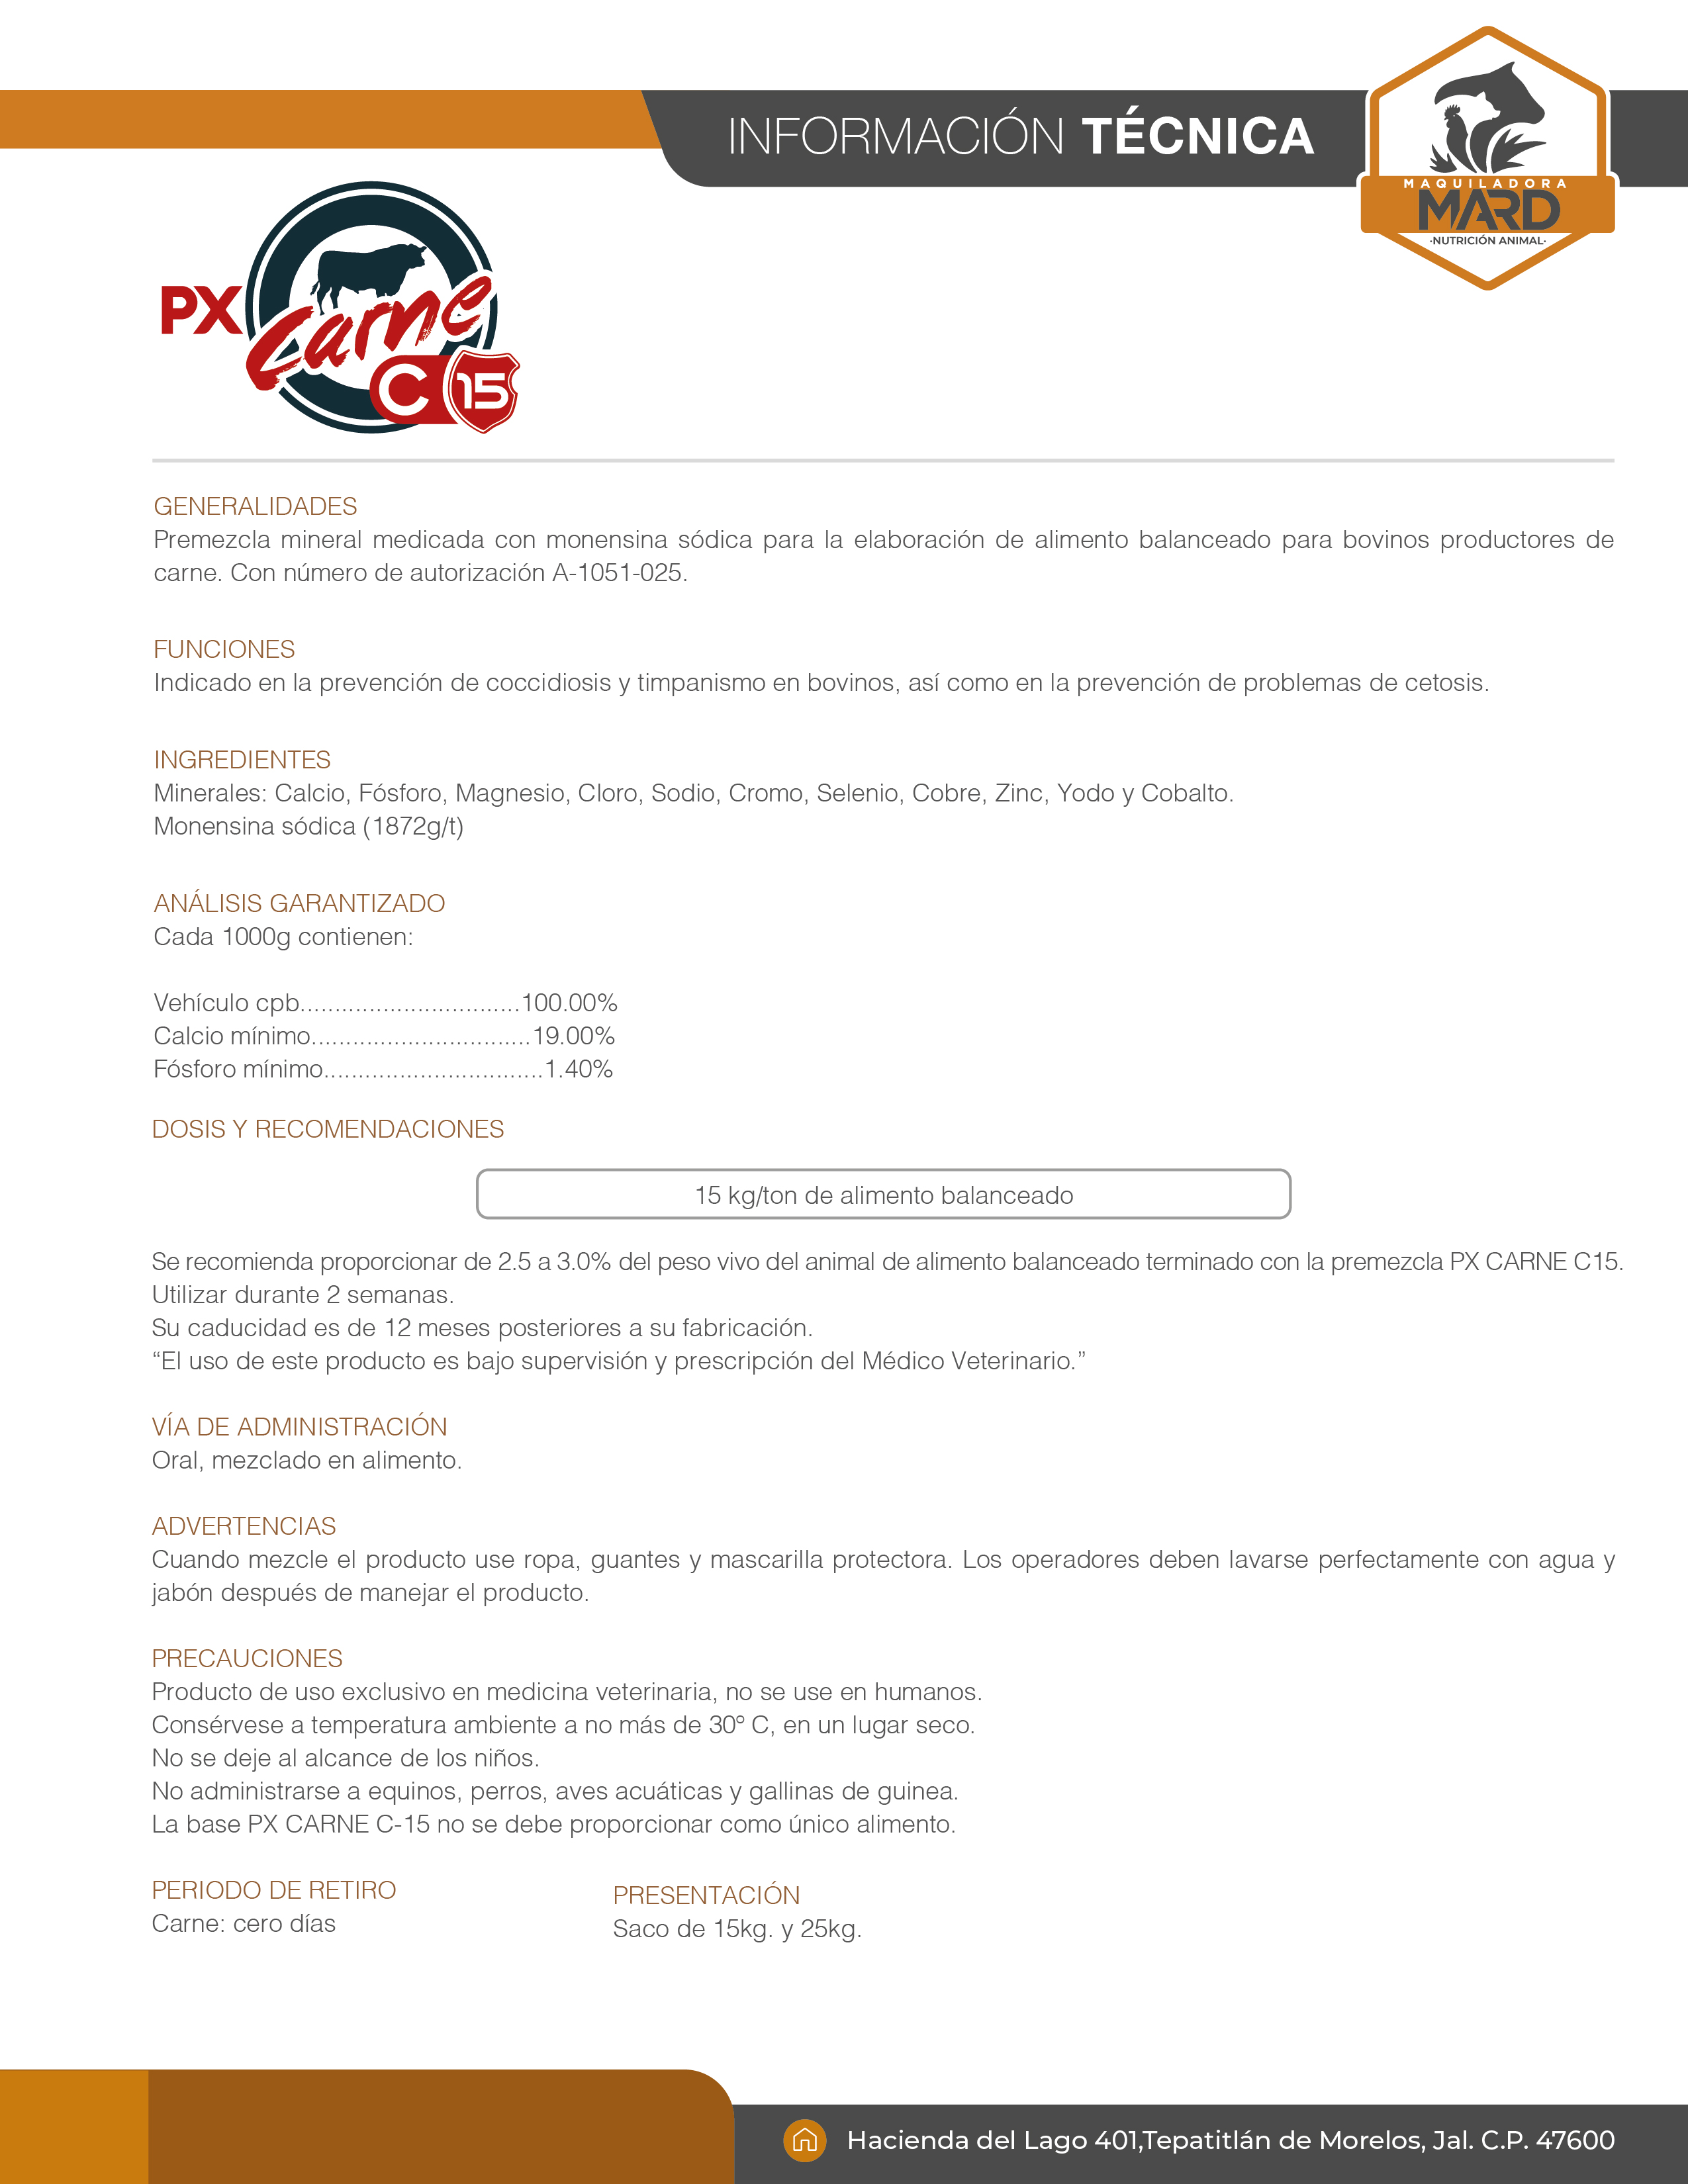 INFORMACIÓN TÉCNICA
MAQUILADORA
MARD
·NUTRICIÓN ANIMAL·
PX
Carne
C 15
GENERALIDADES
Premezcla mineral medicada con monensina sódica para la elaboración de alimento balanceado para bovinos productores de
carne. Con número de autorización A-1051-025.
FUNCIONES
Indicado en la prevención de coccidiosis y timpanismo en bovinos, así como en la prevención de problemas de cetosis.
INGREDIENTES
Minerales: Calcio, Fósforo, Magnesio, Cloro, Sodio, Cromo, Selenio, Cobre, Zinc, Yodo y Cobalto.
Monensina sódica (1872g/t)
ANÁLISIS GARANTIZADO
Cada 1000g contienen:
Vehículo cpb................................100.00%
Calcio mínimo................................19.00%
Fósforo mínimo................................1.40%
DOSIS Y RECOMENDACIONES
15 kg/ton de alimento balanceado
Se recomienda proporcionar de 2.5 a 3.0% del peso vivo del animal de alimento balanceado terminado con la premezcla PX CARNE C15.
Utilizar durante 2 semanas.
Su caducidad es de 12 meses posteriores a su fabricación.
“El uso de este producto es bajo supervisión y prescripción del Médico Veterinario.”
VÍA DE ADMINISTRACIÓN
Oral, mezclado en alimento.
ADVERTENCIAS
Cuando mezcle el producto use ropa, guantes y mascarilla protectora. Los operadores deben lavarse perfectamente con agua y
jabón después de manejar el producto.
PRECAUCIONES
Producto de uso exclusivo en medicina veterinaria, no se use en humanos.
Consérvese a temperatura ambiente a no más de 30º C, en un lugar seco.
No se deje al alcance de los niños.
No administrarse a equinos, perros, aves acuáticas y gallinas de guinea.
La base PX CARNE C-15 no se debe proporcionar como único alimento.
PERIODO DE RETIRO
Carne: cero días
PRESENTACIÓN
Saco de 15kg. y 25kg.
Hacienda del Lago 401,Tepatitlán de Morelos, Jal. C.P. 47600